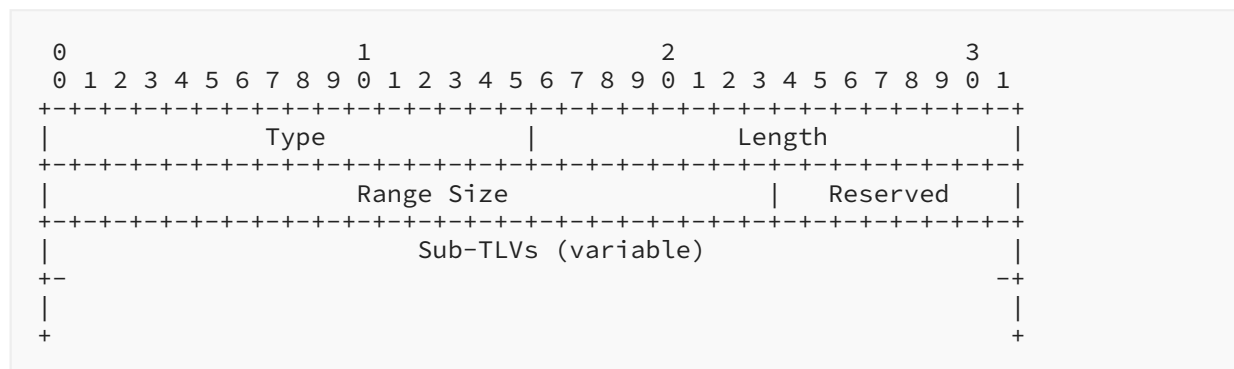 0                   1                   2                   3
 0 1 2 3 4 5 6 7 8 9 0 1 2 3 4 5 6 7 8 9 0 1 2 3 4 5 6 7 8 9 0 1
+-+-+-+-+-+-+-+-+-+-+-+-+-+-+-+-+-+-+-+-+-+-+-+-+-+-+-+-+-+-+-+-+
|              Type             |             Length            |
+-+-+-+-+-+-+-+-+-+-+-+-+-+-+-+-+-+-+-+-+-+-+-+-+-+-+-+-+-+-+-+-+
|                    Range Size                 |   Reserved    |
+-+-+-+-+-+-+-+-+-+-+-+-+-+-+-+-+-+-+-+-+-+-+-+-+-+-+-+-+-+-+-+-+
|                        Sub-TLVs (variable)                    |
+-                                                             -+
|                                                               |
+                                                               +